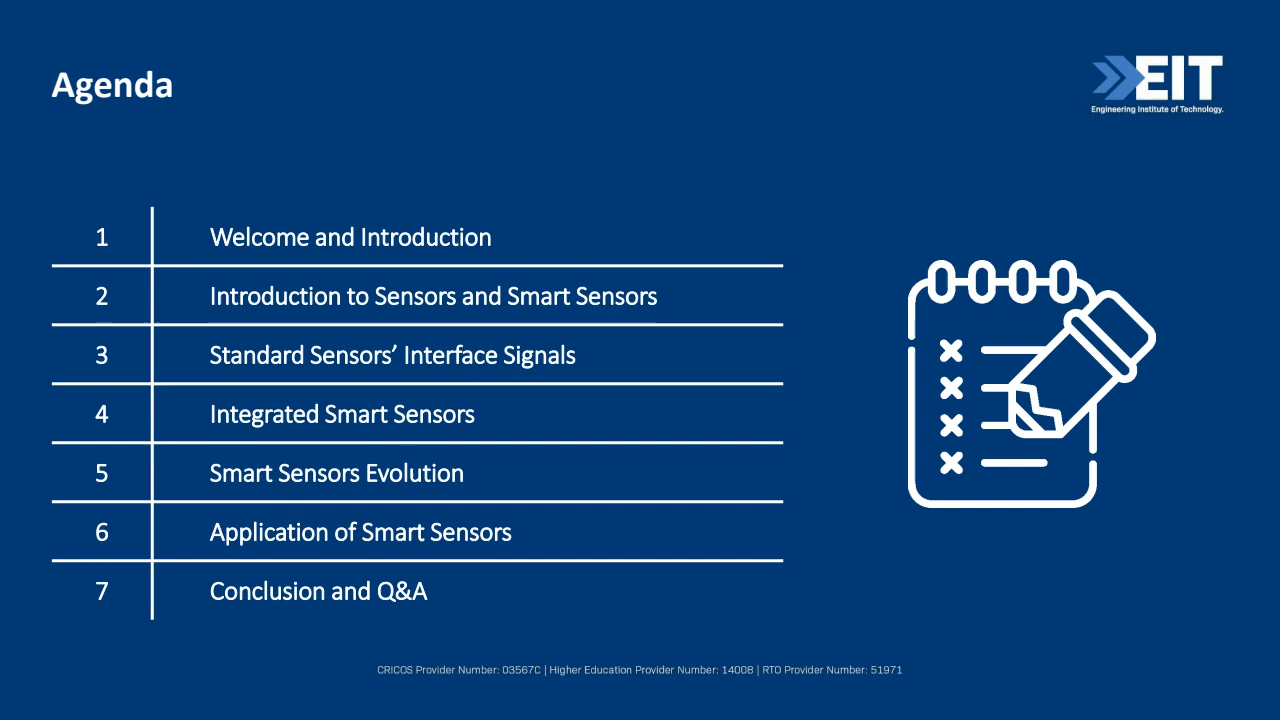 Agenda
EIT
Engineering Institute of Technology.
1 Welcome and Introduction
2 Introduction to Sensors and Smart Sensors
3 Standard Sensors’ Interface Signals
4 Integrated Smart Sensors
5 Smart Sensors Evolution
6 Application of Smart Sensors
7 Conclusion and Q&A
CRICOS Provider Number: 03567C | Higher Education Provider Number: 14008 | RTO Provider Number: 51971